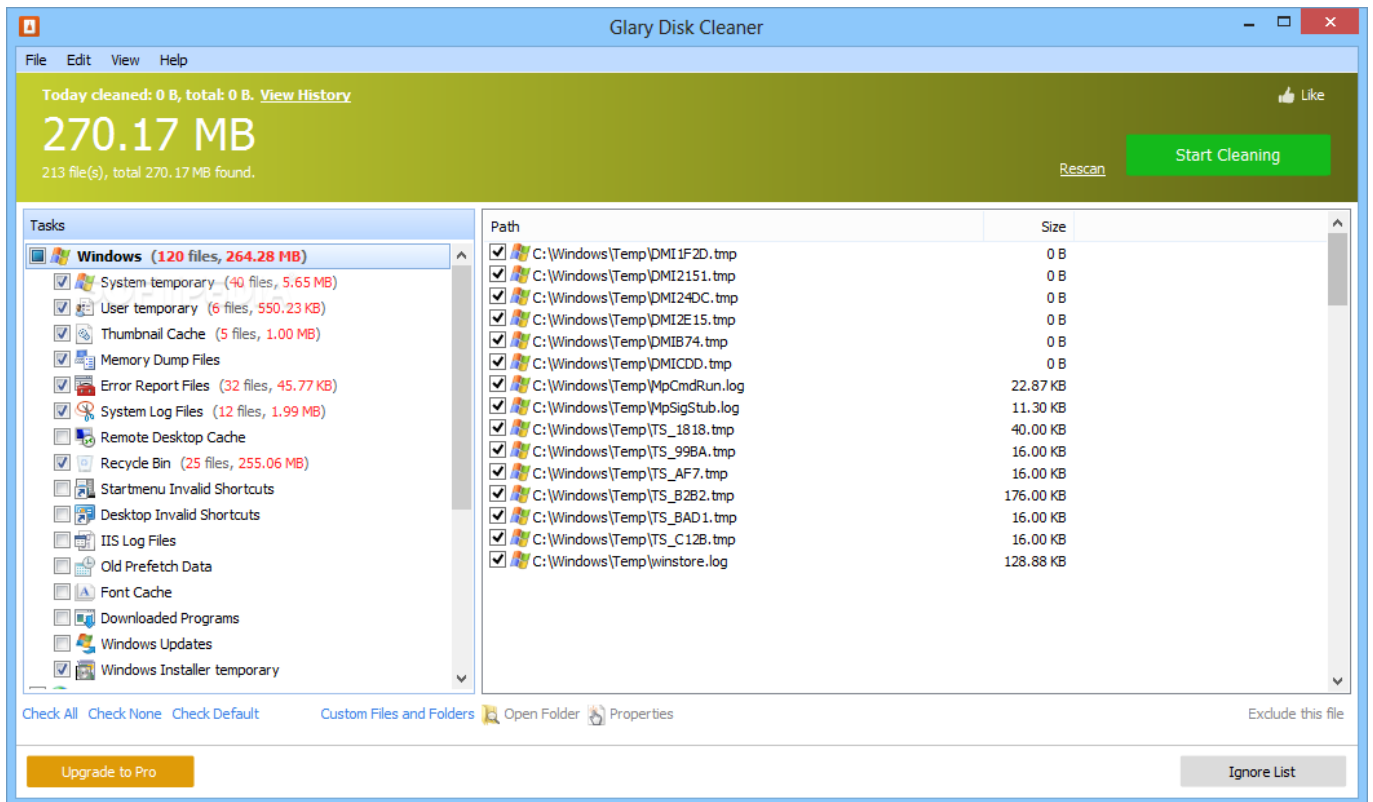 Glary Disk Cleaner
File Edit View Help
Today cleaned: 0 B, total: 0 B. View History
Like
270.17 MB
213 file(s), total 270.17 MB found.
Rescan
Start Cleaning
Tasks
Windows (120 files, 264.28 MB)
System temporary (40 files, 5.65 MB)
User temporary (6 files, 550.23 KB)
Thumbnail Cache (5 files, 1.00 MB)
Memory Dump Files
Error Report Files (32 files, 45.77 KB)
System Log Files (12 files, 1.99 MB)
Remote Desktop Cache
Recycle Bin (25 files, 255.06 MB)
Startmenu Invalid Shortcuts
Desktop Invalid Shortcuts
IIS Log Files
Old Prefetch Data
Font Cache
Downloaded Programs
Windows Updates
Windows Installer temporary
Path Size
C:\Windows\Temp\DMI1F2D.tmp 0 B
C:\Windows\Temp\DMI2151.tmp 0 B
C:\Windows\Temp\DMI24DC.tmp 0 B
C:\Windows\Temp\DMI2E15.tmp 0 B
C:\Windows\Temp\DMIB74.tmp 0 B
C:\Windows\Temp\DMICDD.tmp 0 B
C:\Windows\Temp\MpCmdRun.log 22.87 KB
C:\Windows\Temp\MpSigStub.log 11.30 KB
C:\Windows\Temp\TS_1818.tmp 40.00 KB
C:\Windows\Temp\TS_99BA.tmp 16.00 KB
C:\Windows\Temp\TS_AF7.tmp 16.00 KB
C:\Windows\Temp\TS_B2B2.tmp 176.00 KB
C:\Windows\Temp\TS_BAD1.tmp 16.00 KB
C:\Windows\Temp\TS_C12B.tmp 16.00 KB
C:\Windows\Temp\winstore.log 128.88 KB
Check All Check None Check Default Custom Files and Folders Open Folder Properties Exclude this file
Upgrade to Pro
Ignore List